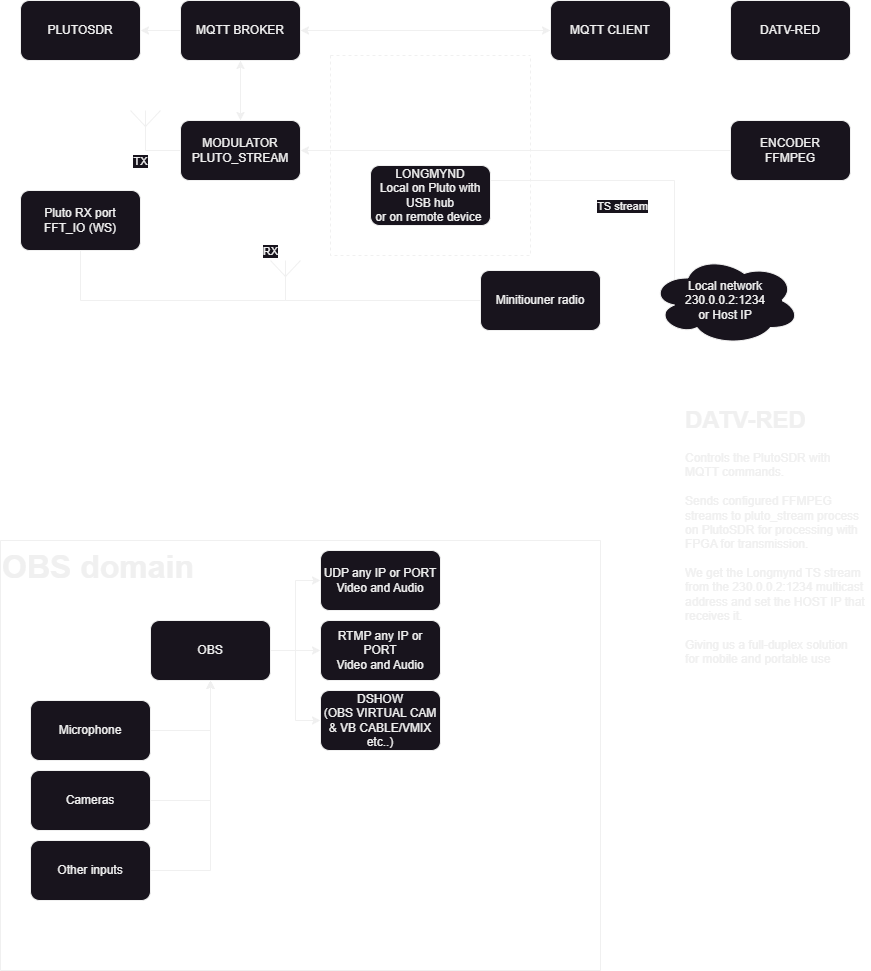 PLUTOSDR
MQTT BROKER
MQTT CLIENT
DATV-RED
TX
MODULATOR
PLUTO_STREAM
ENCODER
FFMPEG
LONGMYND
Local on Pluto with
USB hub
or on remote device
TS stream
Pluto RX port
FFT_IO (WS)
RX
Minitiouner radio
Local network
230.0.0.2:1234
or Host IP
DATV-RED
Controls the PlutoSDR with
MQTT commands.
Sends configured FFMPEG
streams to pluto_stream process
on PlutoSDR for processing with
FPGA for transmission.
We get the Longmynd TS stream
from the 230.0.0.2:1234 multicast
address and set the HOST IP that
receives it.
Giving us a full-duplex solution
for mobile and portable use
OBS domain
UDP any IP or PORT
Video and Audio
OBS
RTMP any IP or
PORT
Video and Audio
DSHOW
(OBS VIRTUAL CAM
& VB CABLE/VMIX
etc..)
Microphone
Cameras
Other inputs